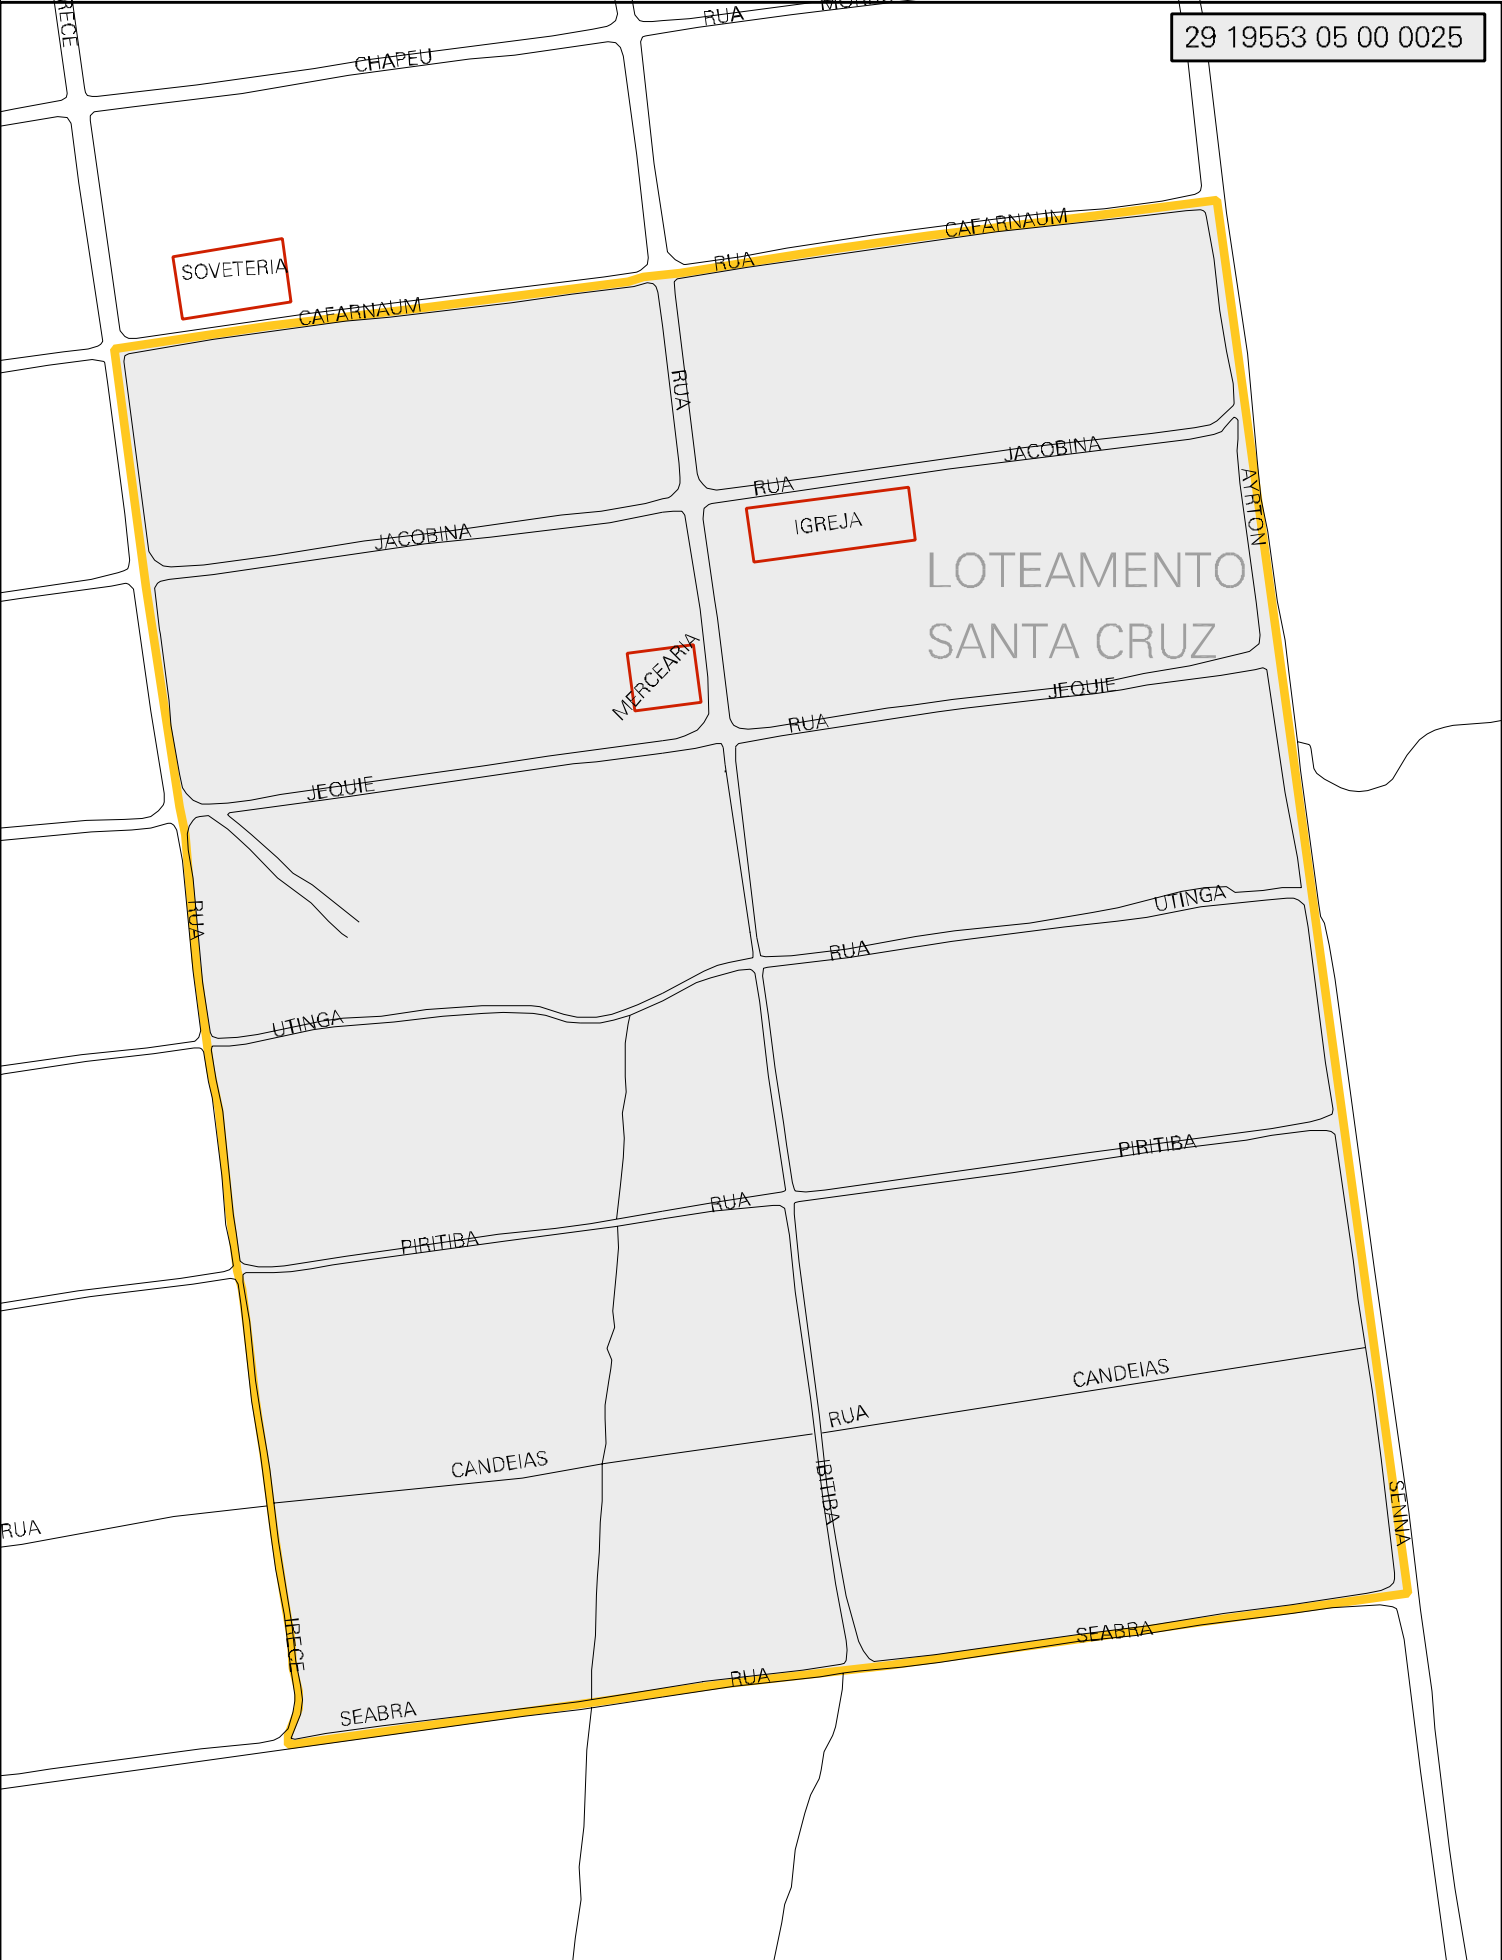 RECE
RUA
29 19553 05 00 0025
CHAPEU
CAFARNAUM
RUA
SOVETERIA
CAFARNAUM
RUA
JACOBINA
RUA
AYRTON
IGREJA
JACOBINA
LOTEAMENTO
SANTA CRUZ
MERCEARIA
JEQUIE
RUA
JEQUIE
UTINGA
RUA
RUA
UTINGA
PIRITIBA
RUA
PIRITIBA
CANDEIAS
RUA
CANDEIAS
IBITIBA
SENNA
RUA
IRECE
SEABRA
RUA
SEABRA